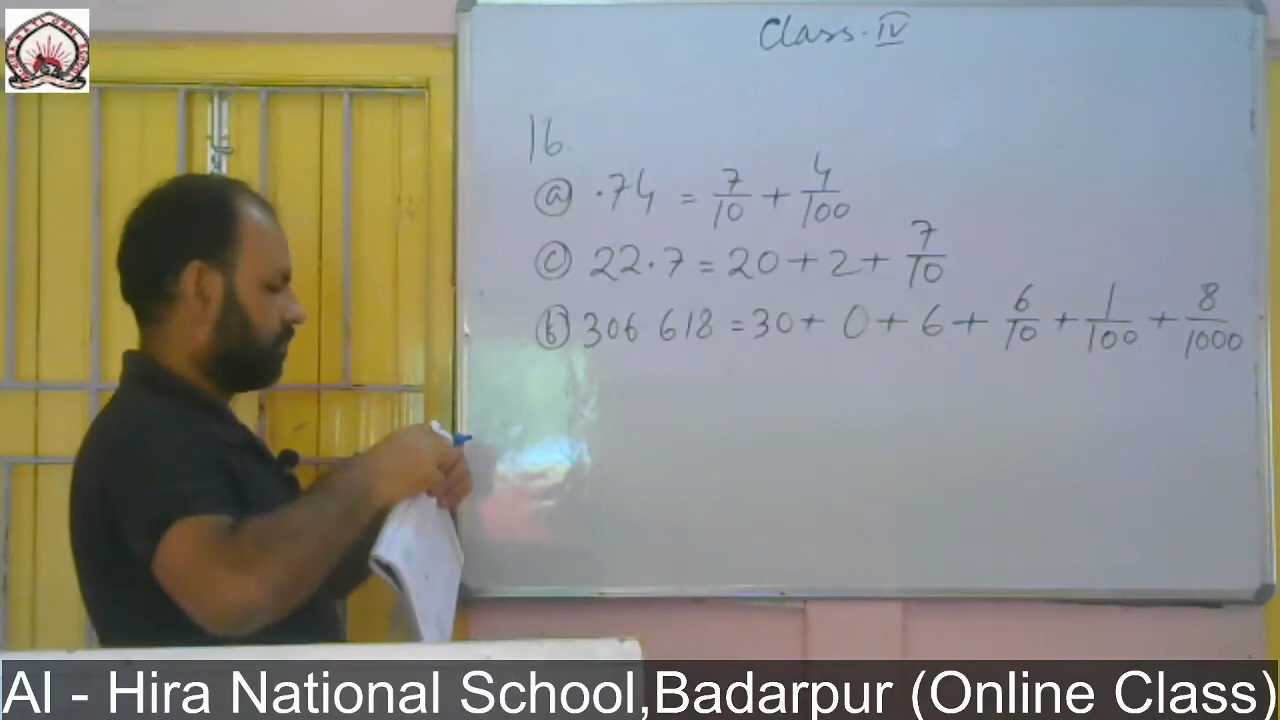 Class. IV
16.
ⓐ .74 = 7/10 + 4/100
ⓒ 22.7 = 20 + 2 + 7/10
ⓑ 306 618 = 30 + 0 + 6 + 6/10 + 1/100 + 8/1000
Al - Hira National School,Badarpur (Online Class)